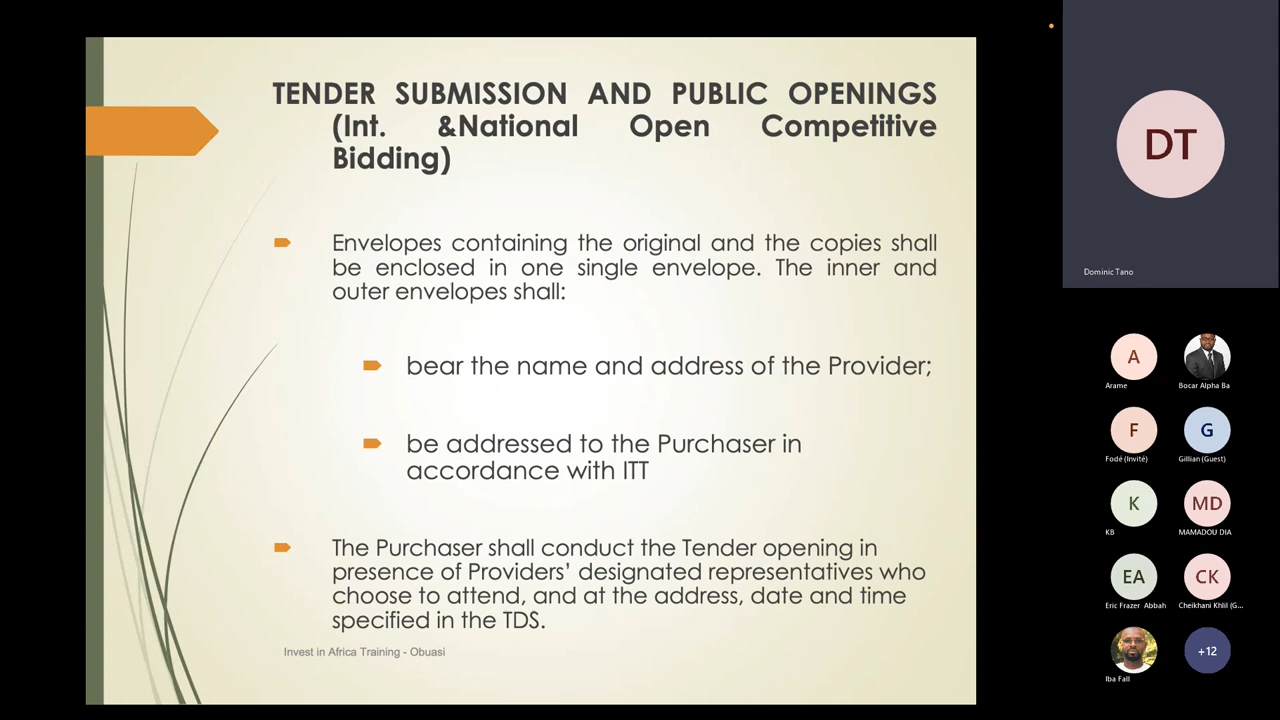 TENDER SUBMISSION AND PUBLIC OPENINGS
(Int. &National Open Competitive
Bidding)
Envelopes containing the original and the copies shall
be enclosed in one single envelope. The inner and
outer envelopes shall:
bear the name and address of the Provider;
be addressed to the Purchaser in
accordance with ITT
The Purchaser shall conduct the Tender opening in
presence of Providers’ designated representatives who
choose to attend, and at the address, date and time
specified in the TDS.
Invest in Africa Training - Obuasi
DT
Dominic Tano
A
Arame
Bocar Alpha Ba
F
Fodé (Invité)
G
Gillian (Guest)
K
KB
MD
MAMADOU DIA
EA
Eric Frazer Abbah
CK
Cheikhani Khlil (G...
Iba Fall
+12